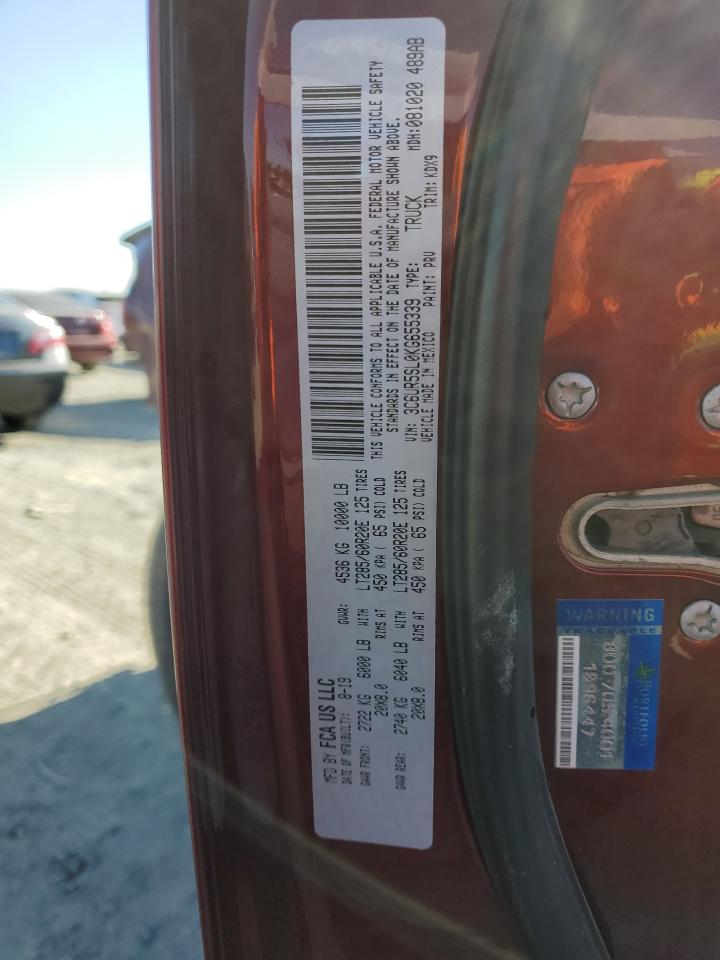 MFD BY FCA US LLC
DATE OF MFR(BUILT): 8-19 GVWR: 4536 KG 10000 LB
GAWR FRONT: 2722 KG 6000 LB WITH LT285/60R20E 125 TIRES
20X8.0 RIMS AT 450 KPA ( 65 PSI) COLD
GAWR REAR: 2740 KG 6040 LB WITH LT285/60R20E 125 TIRES
20X8.0 RIMS AT 450 KPA ( 65 PSI) COLD
THIS VEHICLE CONFORMS TO ALL APPLICABLE U.S.A. FEDERAL MOTOR VEHICLE SAFETY
STANDARDS IN EFFECT ON THE DATE OF MANUFACTURE SHOWN ABOVE.
VIN: 3C6UR5SL0KG655339 TYPE: TRUCK MDH:081020 489AB
VEHICLE MADE IN MEXICO PAINT: PRV TRIM: KDX9
WARNING
TRACEABLE